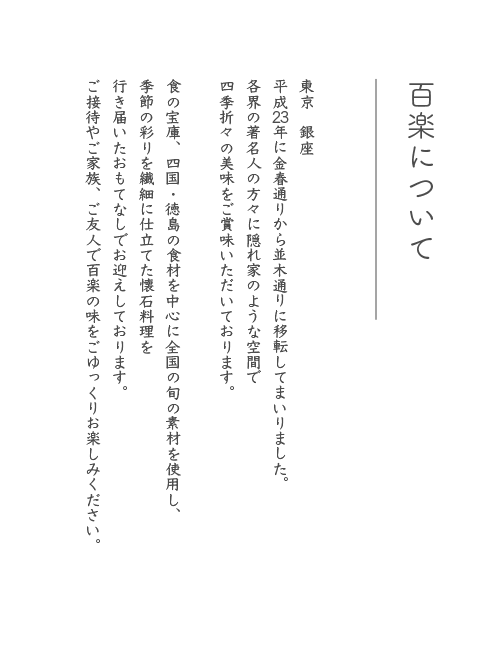 百楽について
東京　銀座
平成23年に金春通りから並木通りに移転してまいりました。
各界の著名人の方々に隠れ家のような空間で
四季折々の美味をご賞味いただいております。
食の宝庫、四国・徳島の食材を中心に全国の旬の素材を使用し、
季節の彩りを繊細に仕立てた懐石料理を
行き届いたおもてなしでお迎えしております。
ご接待やご家族、ご友人で百楽の味をごゆっくりお楽しみください。